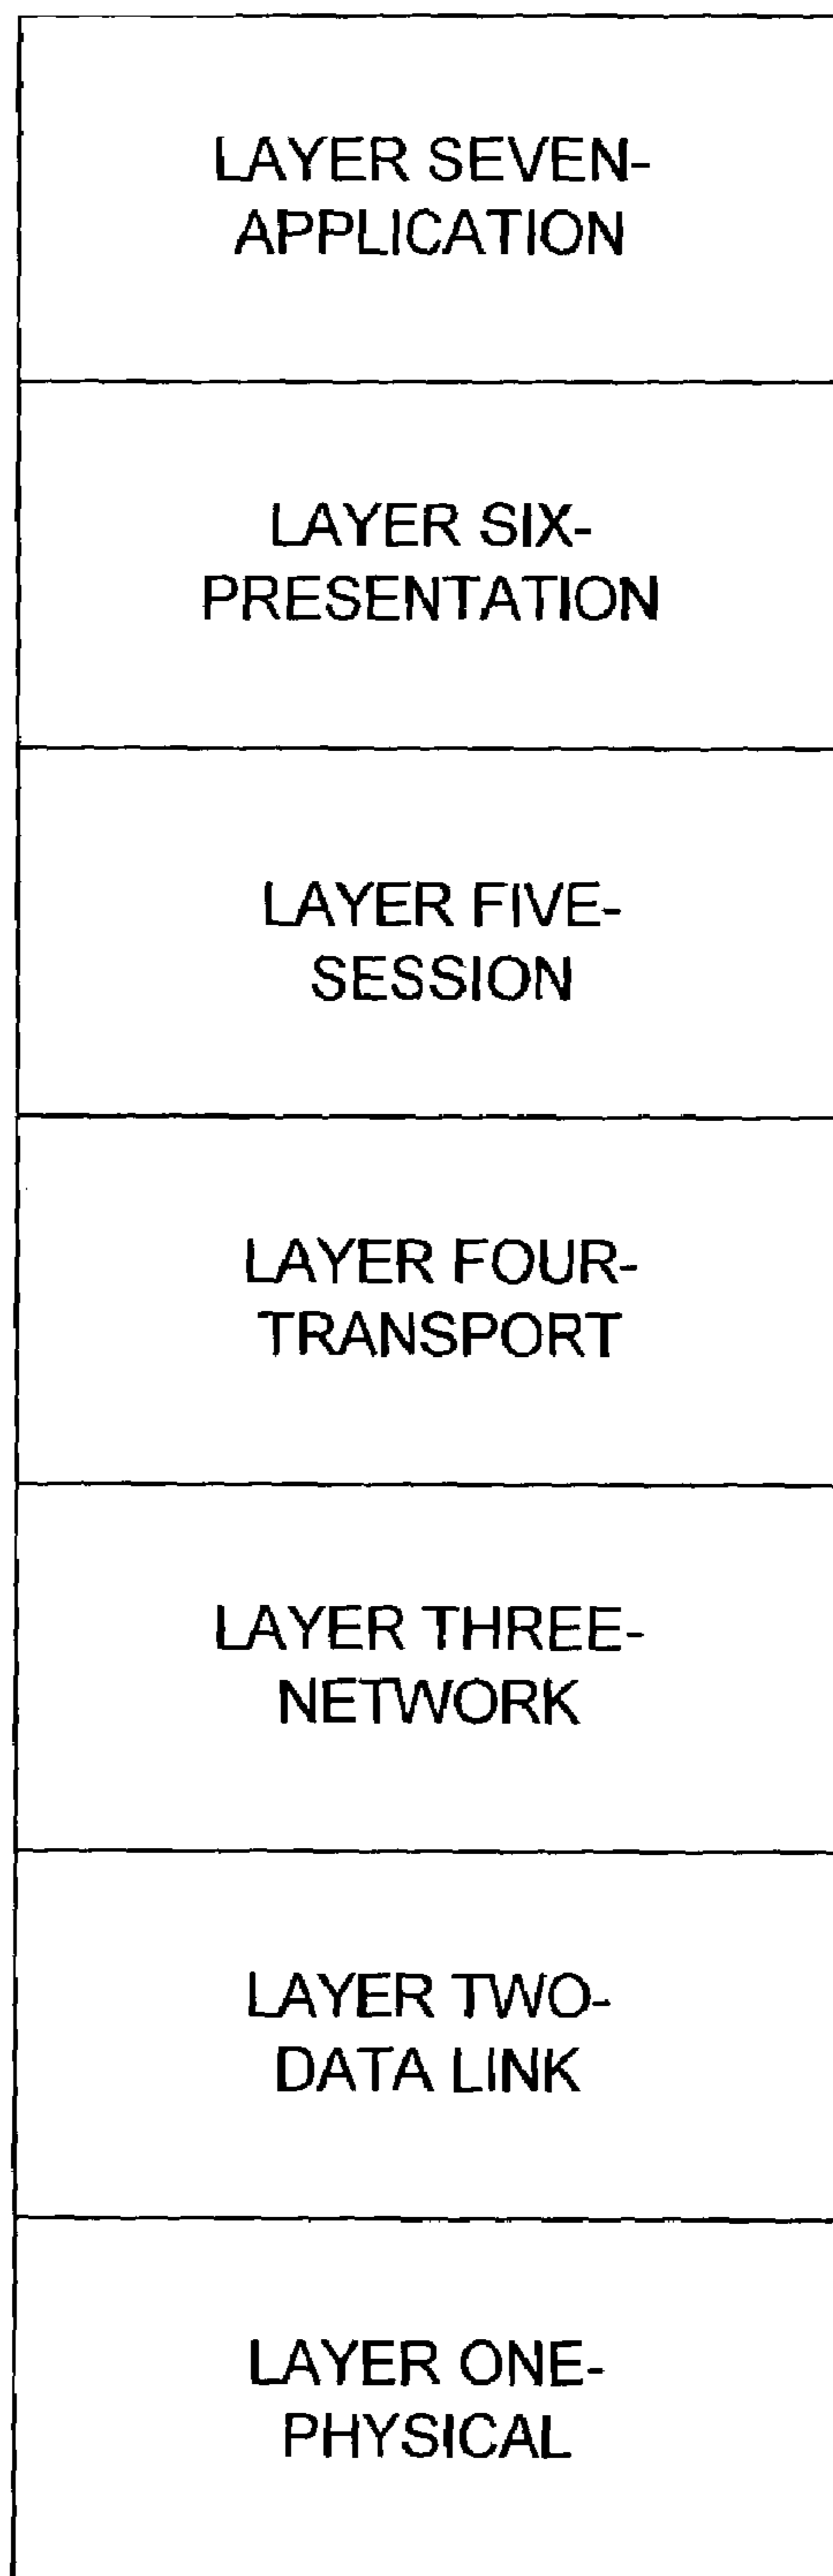 LAYER SEVEN-
APPLICATION
LAYER SIX-
PRESENTATION
LAYER FIVE-
SESSION
LAYER FOUR-
TRANSPORT
LAYER THREE-
NETWORK
LAYER TWO-
DATA LINK
LAYER ONE-
PHYSICAL